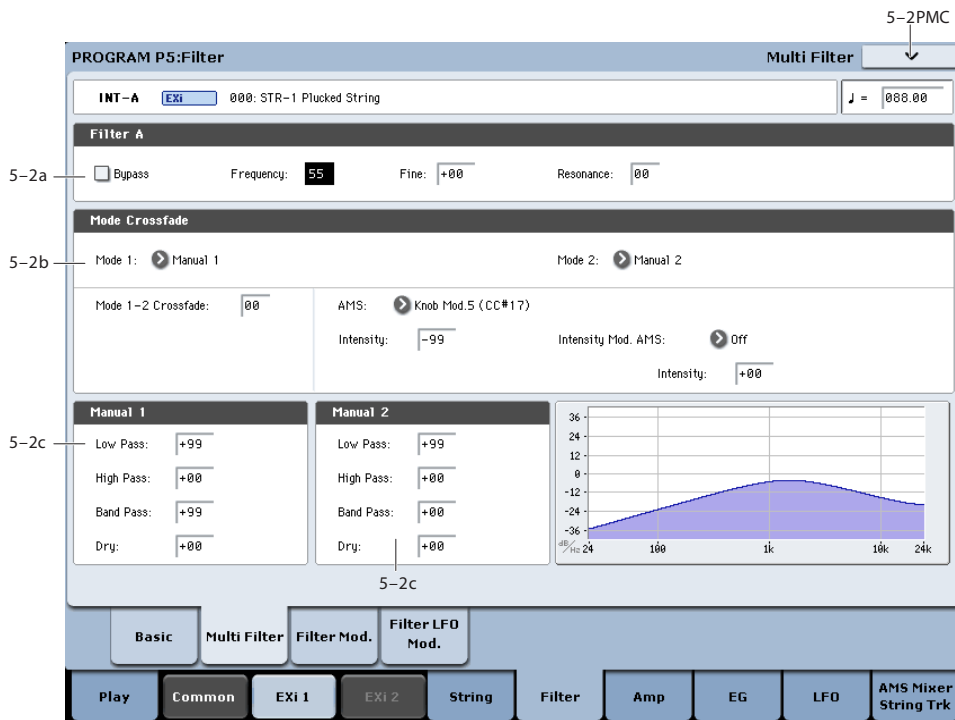 5-2PMC
PROGRAM P5:Filter
Multi Filter
INT-A EXi 000: STR-1 Plucked String
♩ = 088.00
Filter A
5-2a
Bypass
Frequency: 55
Fine: +00
Resonance: 00
Mode Crossfade
5-2b
Mode 1: Manual 1
Mode 2: Manual 2
Mode 1-2 Crossfade: 00
AMS: Knob Mod.5 (CC#17)
Intensity: -99
Intensity Mod. AMS: Off
Intensity: +00
Manual 1
5-2c
Low Pass: +99
High Pass: +00
Band Pass: +99
Dry: +00
Manual 2
Low Pass: +99
High Pass: +00
Band Pass: +00
Dry: +00
5-2c
36
24
12
0
-12
-24
-36
dB/Hz 24 100 1k 10k 24k
Basic
Multi Filter
Filter Mod.
Filter LFO
Mod.
Play
Common
EXi 1
EXi 2
String
Filter
Amp
EG
LFO
AMS Mixer
String Trk